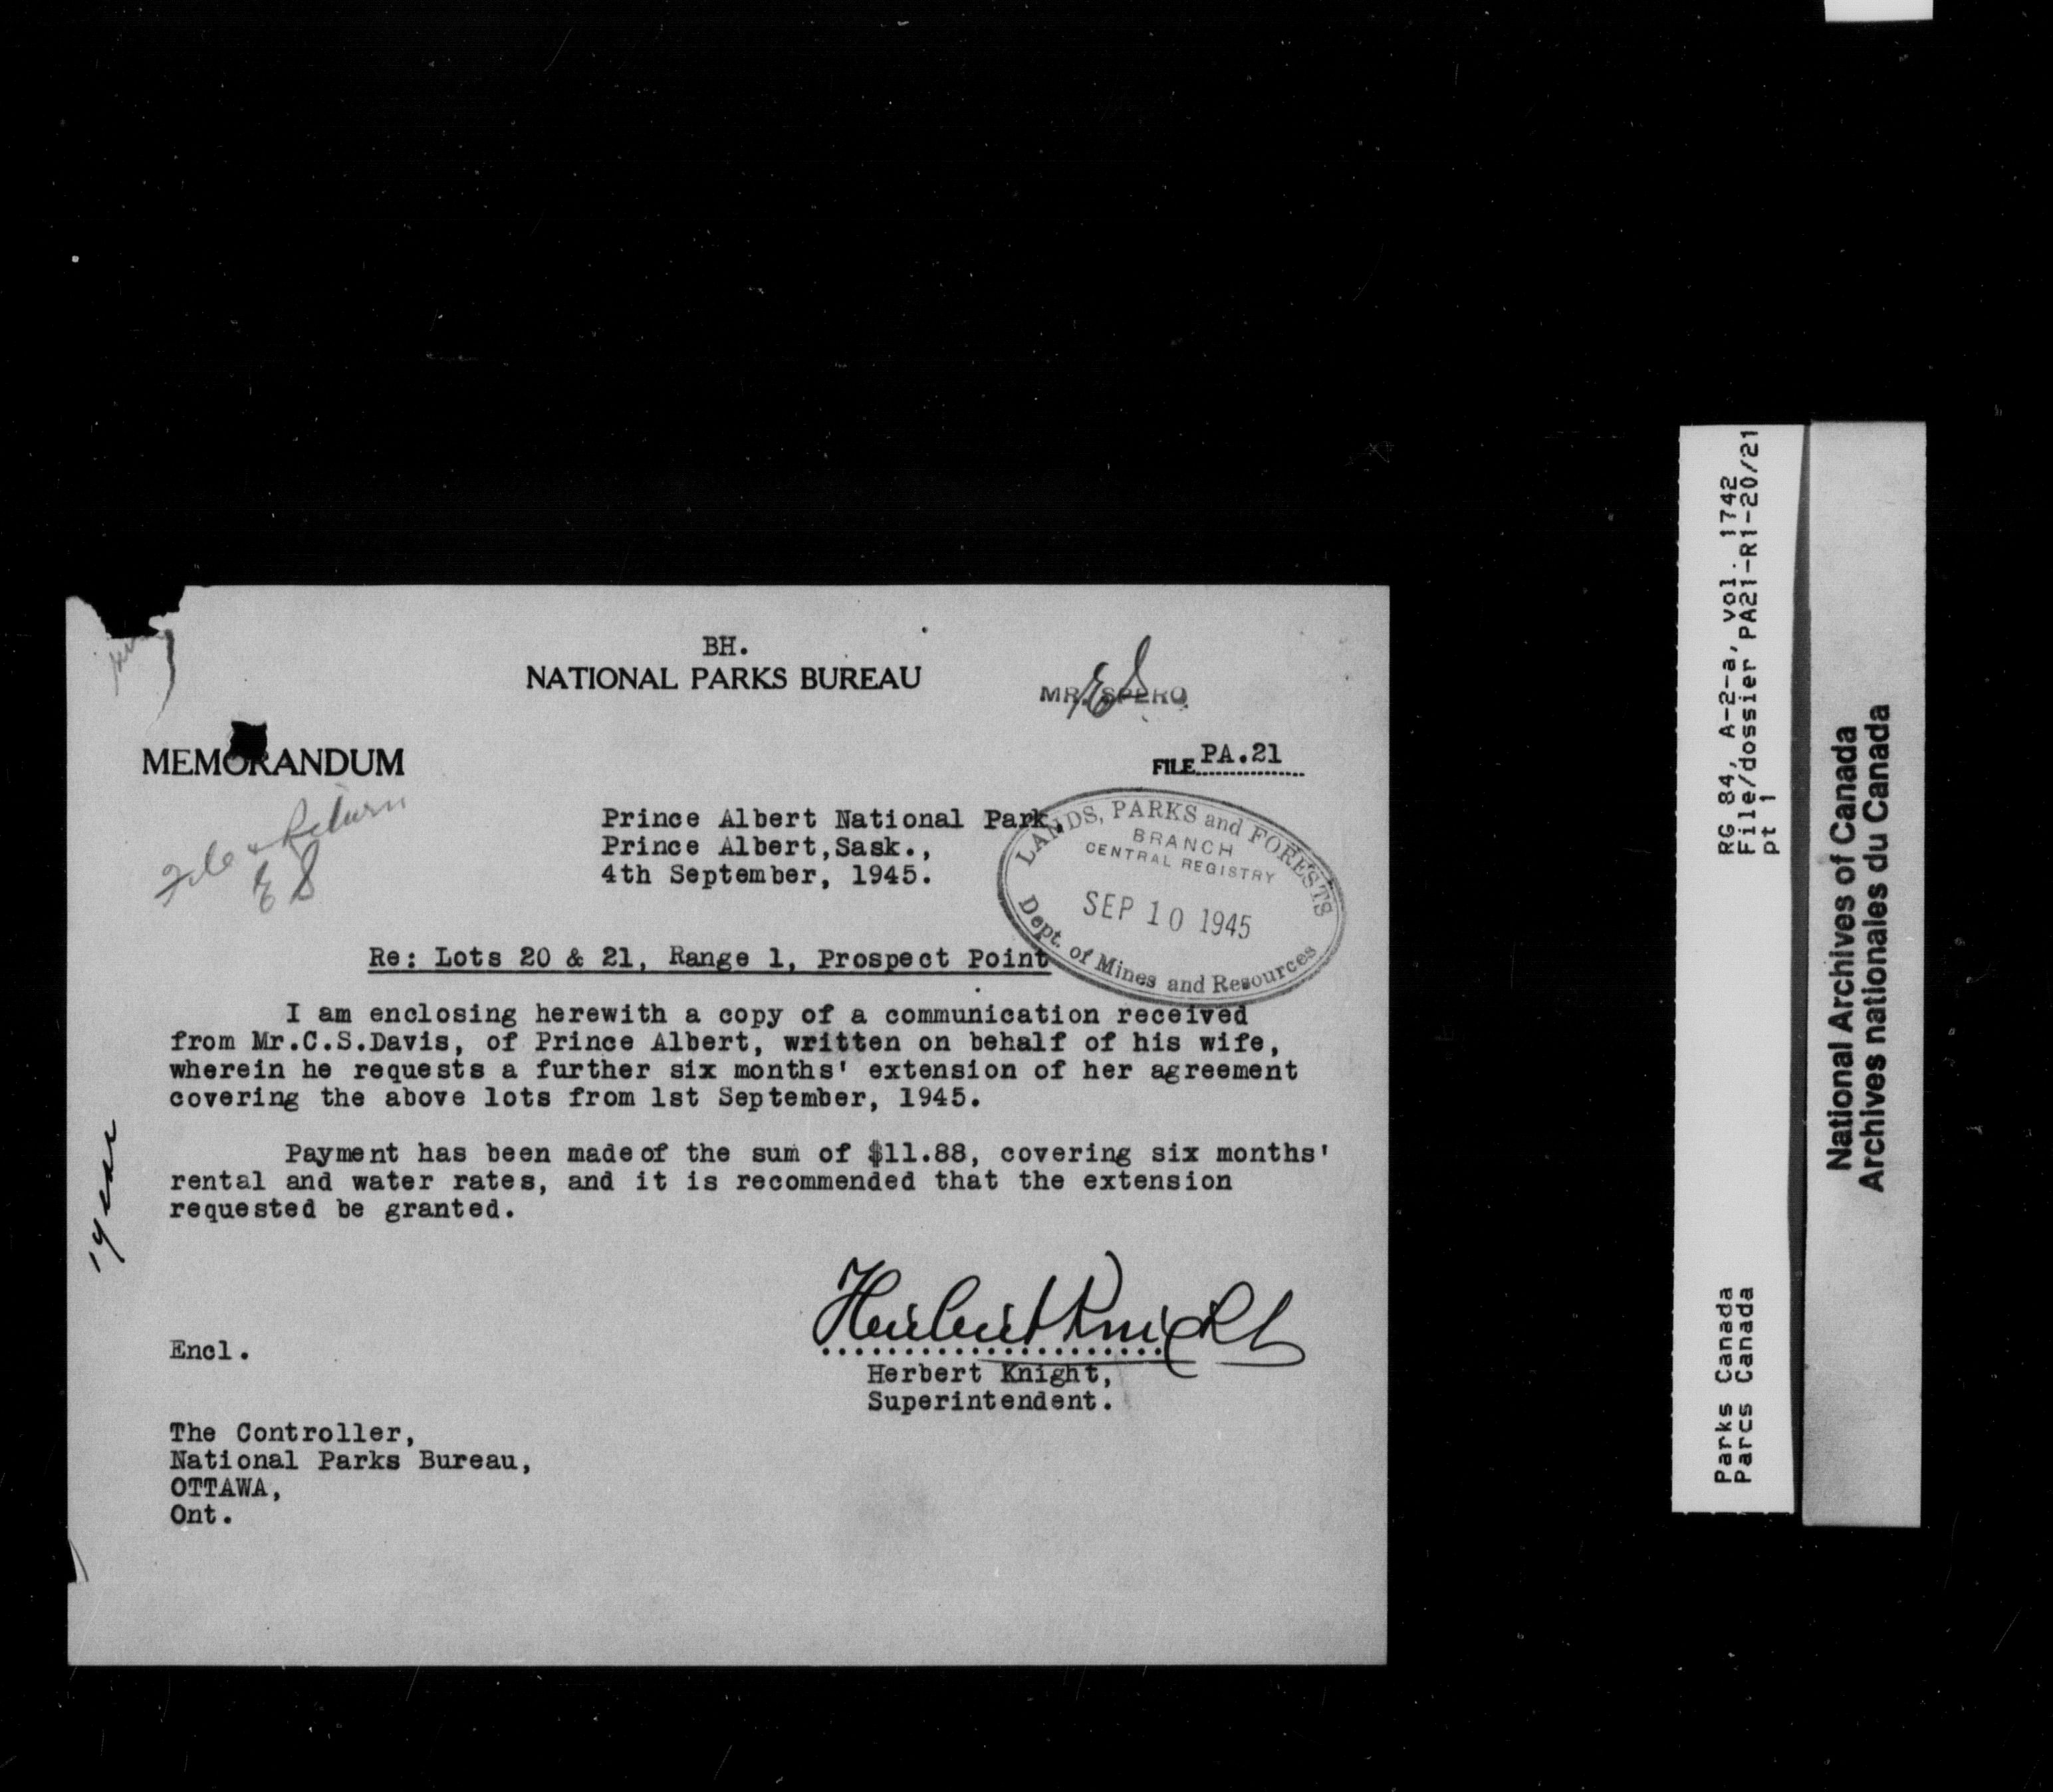 BH.
NATIONAL PARKS BUREAU
MR. SPERO
MEMORANDUM
FILE PA.21
File & Return
ES
Prince Albert National Park,
Prince Albert,Sask.,
4th September, 1945.
LANDS, PARKS and FORESTS
BRANCH
CENTRAL REGISTRY
SEP 10 1945
Dept. of Mines and Resources
Re: Lots 20 & 21, Range 1, Prospect Point
I am enclosing herewith a copy of a communication received
from Mr.C.S.Davis, of Prince Albert, written on behalf of his wife,
wherein he requests a further six months' extension of her agreement
covering the above lots from 1st September, 1945.
Payment has been made of the sum of $11.88, covering six months'
rental and water rates, and it is recommended that the extension
requested be granted.
Herbert Knight
Encl.
Herbert Knight,
Superintendent.
The Controller,
National Parks Bureau,
OTTAWA,
Ont.
RG 84, A-2-a, vol. 1742
File/dossier PA21-R1-20/21
pt 1
Parks Canada
Parcs Canada
National Archives of Canada
Archives nationales du Canada